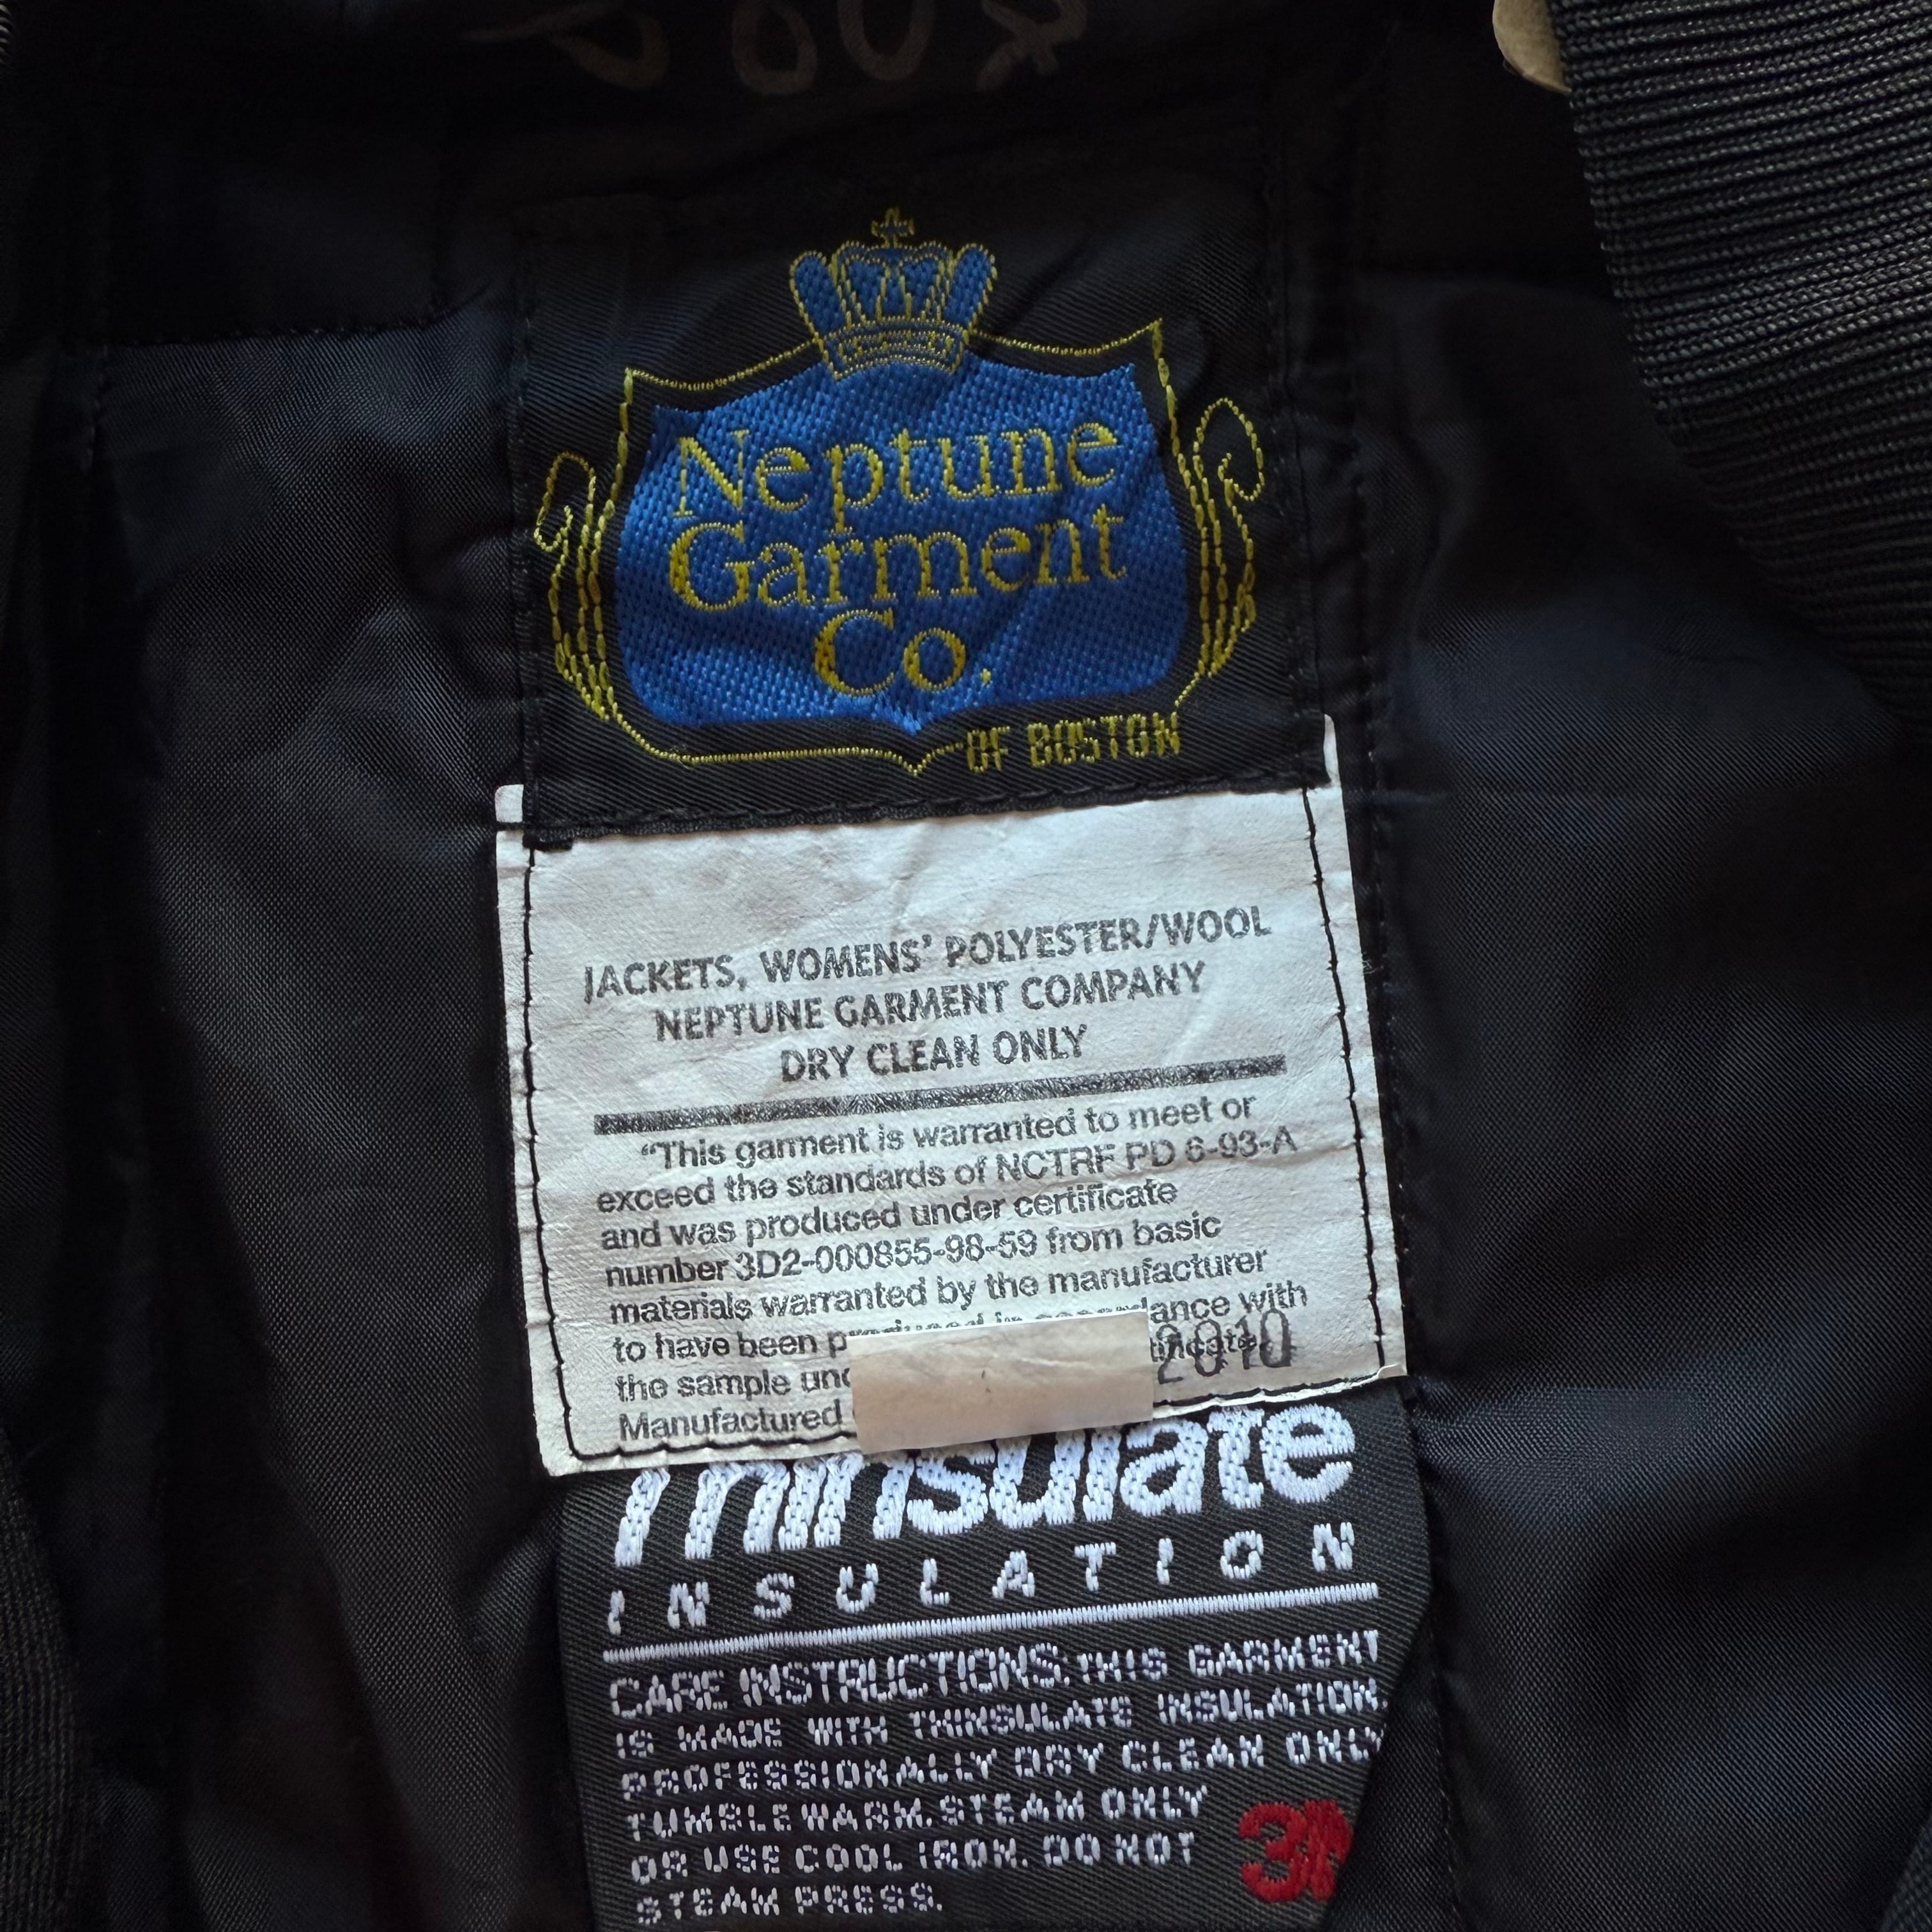 Neptune
Garment
Co.
OF BOSTON
JACKETS, WOMENS' POLYESTER/WOOL
NEPTUNE GARMENT COMPANY
DRY CLEAN ONLY
"This garment is warranted to meet or
exceed the standards of NCTRF PD 6-93-A
and was produced under certificate
number 3D2-000855-98-59 from basic
materials warranted by the manufacturer
to have been produced in accordance with
the sample
Manufactured 2010
Thinsulate
INSULATION
CARE INSTRUCTIONS: THIS GARMENT
IS MADE WITH THINSULATE INSULATION.
PROFESSIONALLY DRY CLEAN ONLY
TUMBLE WARM. STEAM ONLY
OR USE COOL IRON. DO NOT
STEAM PRESS.
3M